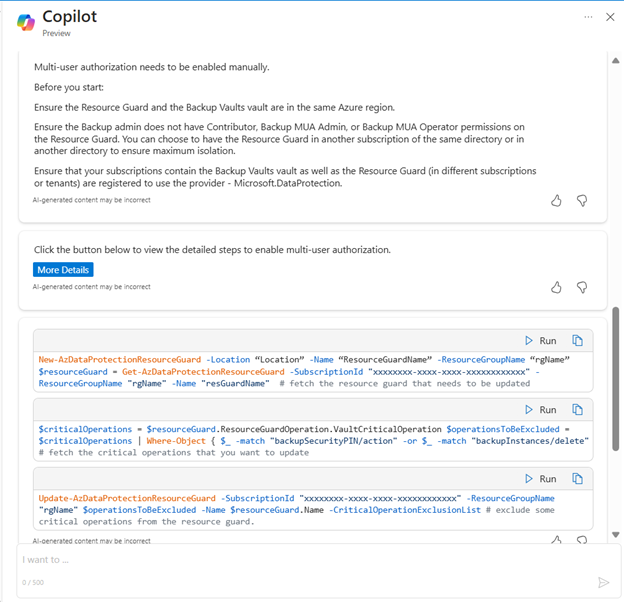 Copilot
Preview
Multi-user authorization needs to be enabled manually.
Before you start:
Ensure the Resource Guard and the Backup Vaults vault are in the same Azure region.
Ensure the Backup admin does not have Contributor, Backup MUA Admin, or Backup MUA Operator permissions on
the Resource Guard. You can choose to have the Resource Guard in another subscription of the same directory or in
another directory to ensure maximum isolation.
Ensure that your subscriptions contain the Backup Vaults vault as well as the Resource Guard (in different subscriptions
or tenants) are registered to use the provider - Microsoft.DataProtection.
AI-generated content may be incorrect
Click the button below to view the detailed steps to enable multi-user authorization.
More Details
AI-generated content may be incorrect
Run
New-AzDataProtectionResourceGuard -Location “Location” -Name “ResourceGuardName” -ResourceGroupName “rgName”
$resourceGuard = Get-AzDataProtectionResourceGuard -SubscriptionId "xxxxxxxx-xxxx-xxxx-xxxxxxxxxxxx" -
ResourceGroupName "rgName" -Name "resGuardName" # fetch the resource guard that needs to be updated
Run
$criticalOperations = $resourceGuard.ResourceGuardOperation.VaultCriticalOperation $operationsToBeExcluded =
$criticalOperations | Where-Object { $_ -match "backupSecurityPIN/action" -or $_ -match "backupInstances/delete"
# fetch the critical operations that you want to update
Run
Update-AzDataProtectionResourceGuard -SubscriptionId "xxxxxxxx-xxxx-xxxx-xxxxxxxxxxxx" -ResourceGroupName
"rgName" $operationsToBeExcluded -Name $resourceGuard.Name -CriticalOperationExclusionList # exclude some
critical operations from the resource guard.
AI-generated content may be incorrect
I want to ...
0 / 500